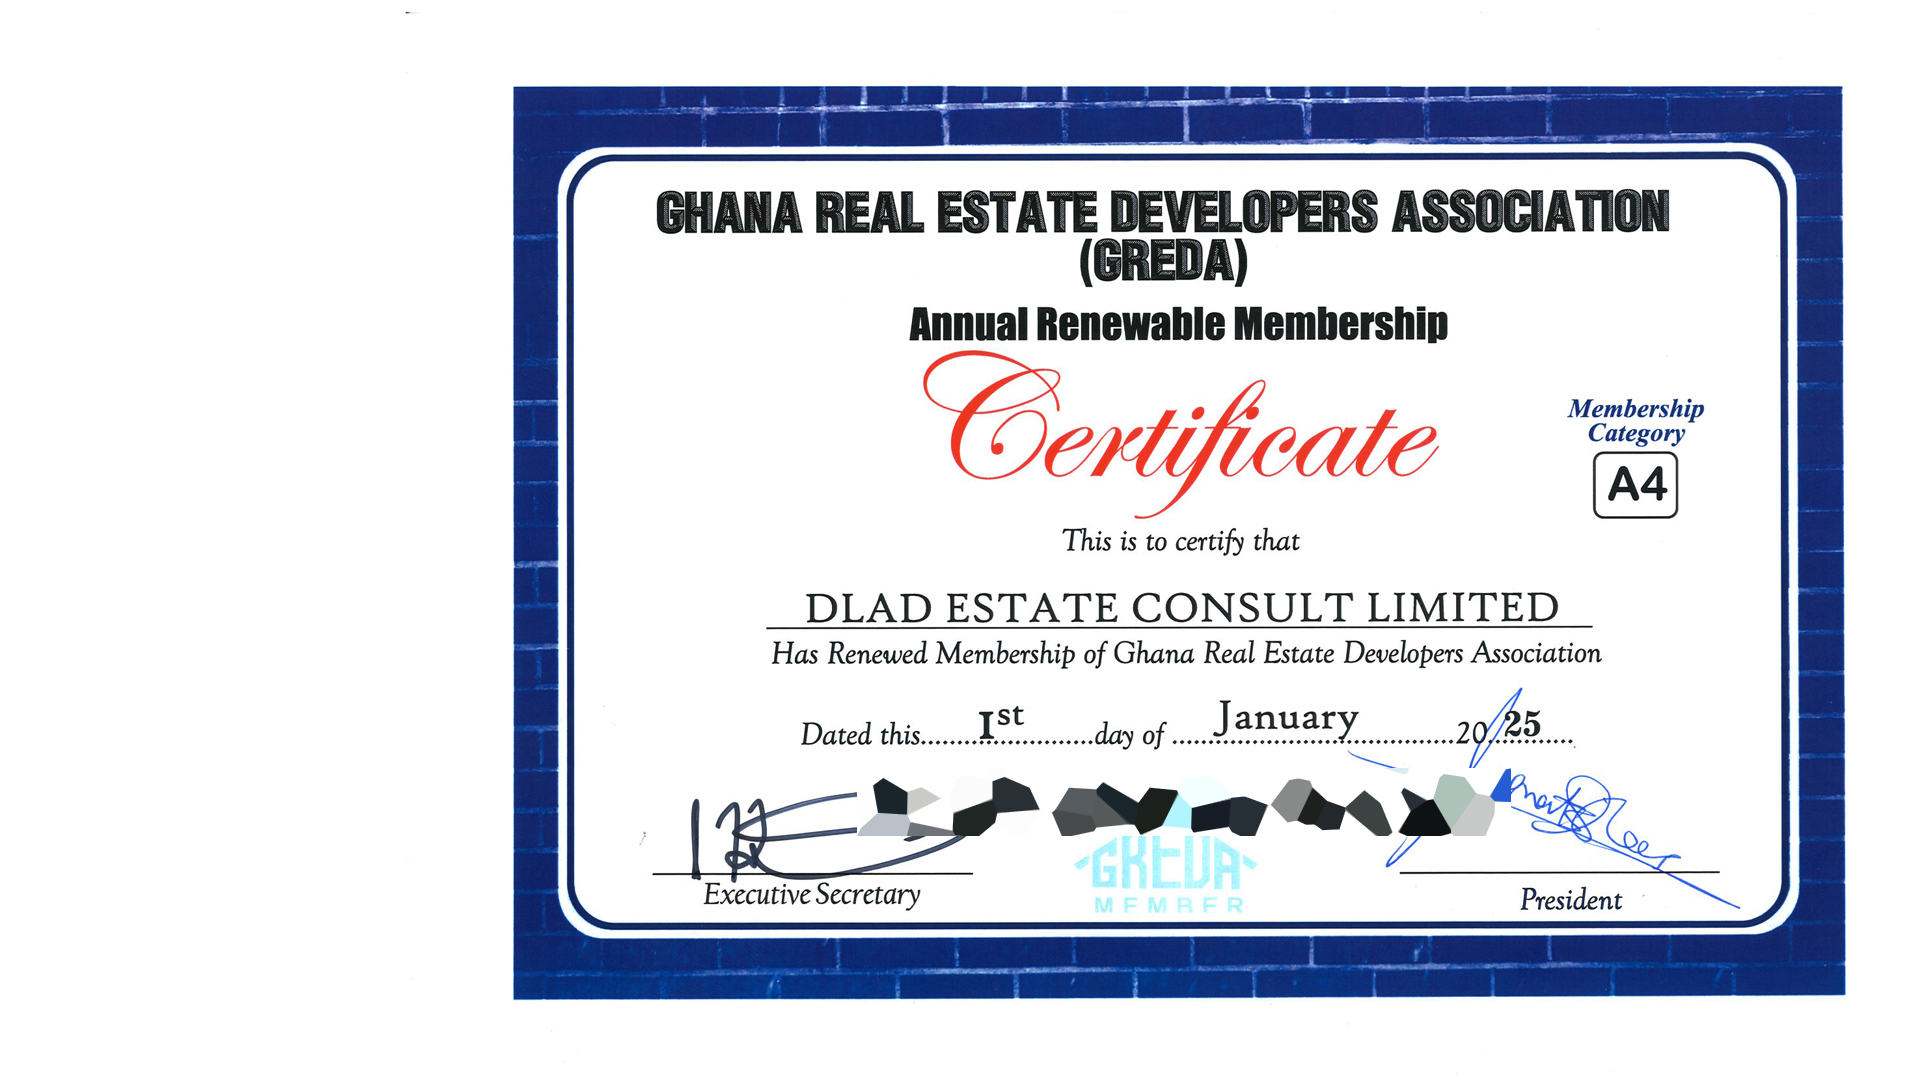 GHANA REAL ESTATE DEVELOPERS ASSOCIATION
(GREDA)
Annual Renewable Membership
Certificate
Membership
Category
A4
This is to certify that
DLAD ESTATE CONSULT LIMITED
Has Renewed Membership of Ghana Real Estate Developers Association
Dated this......1st......day of ......January......20..25....
Executive Secretary
MEMBER
President